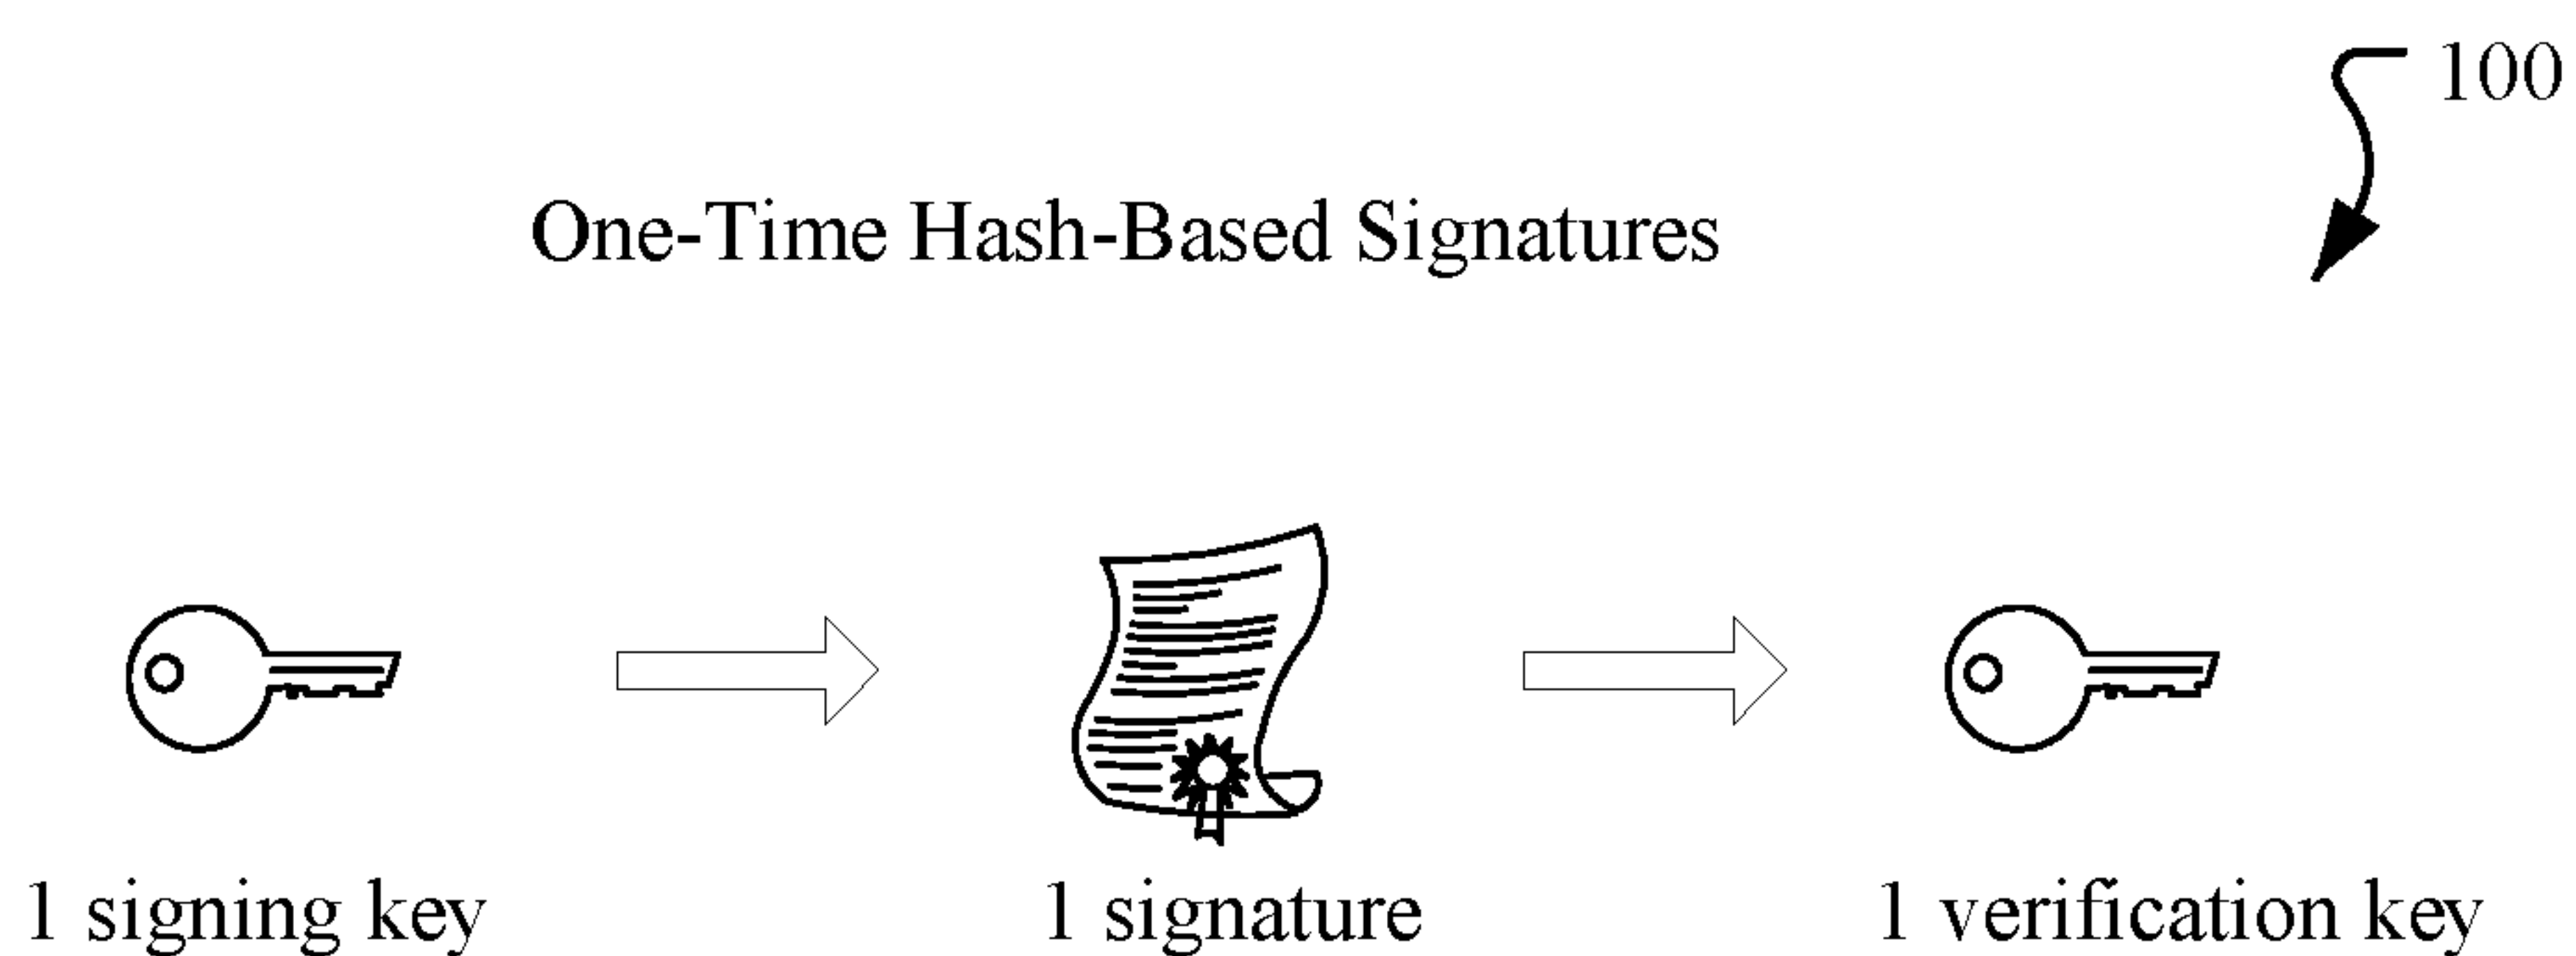 100
One-Time Hash-Based Signatures
1 signing key
1 signature
1 verification key